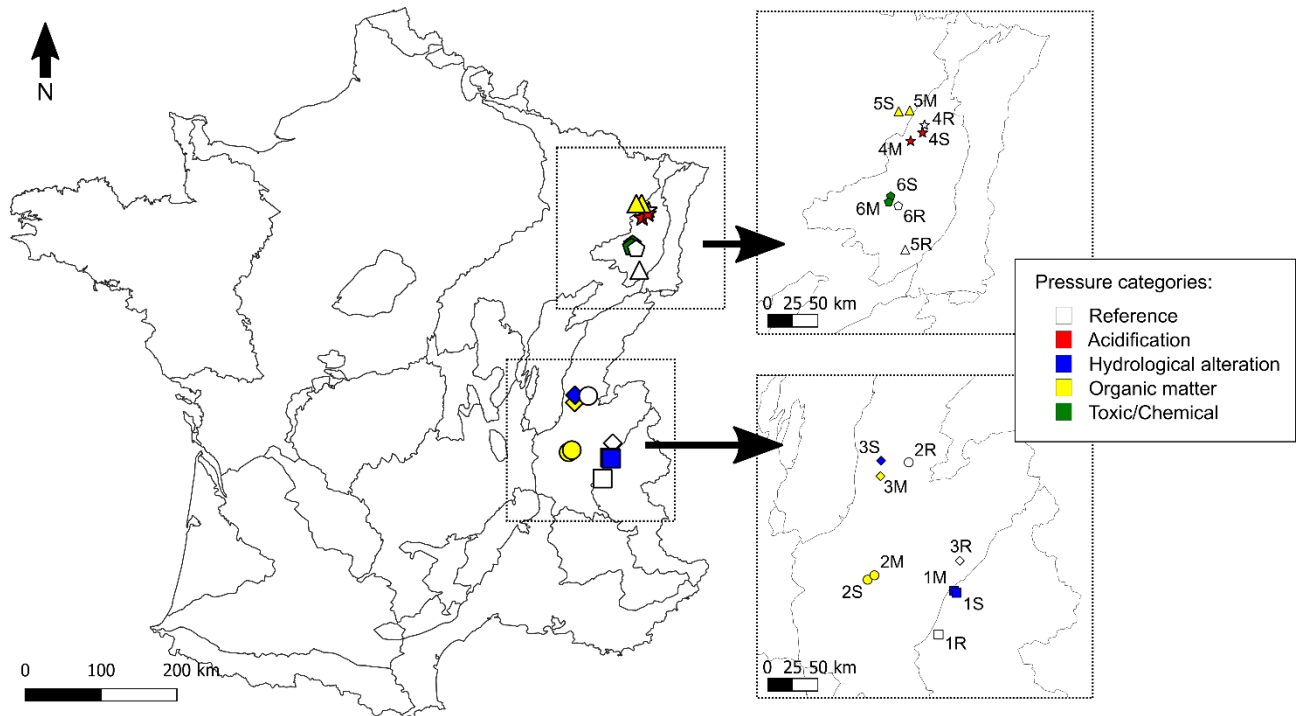 N
0 100 200 km
5S 5M
4R
4S
4M
6S
6M
6R
5R
0 25 50 km
Pressure categories:
Reference
Acidification
Hydrological alteration
Organic matter
Toxic/Chemical
3S 2R
3M
3R
2M
2S
1M
1S
1R
0 25 50 km